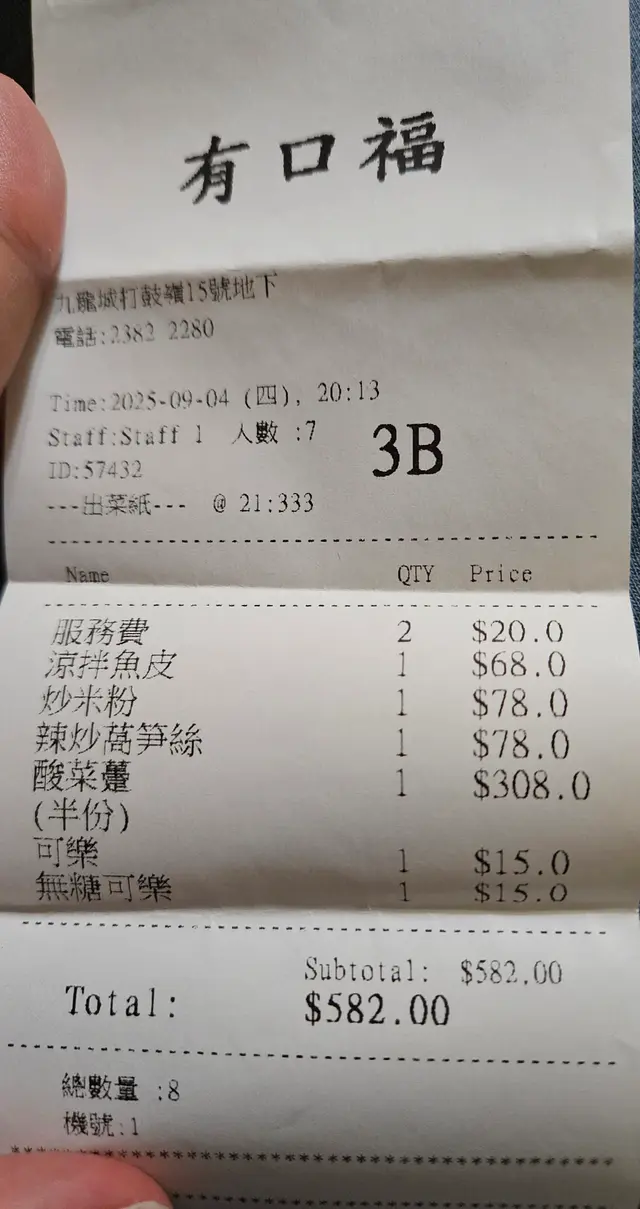 有口福
九龍城打鼓嶺15號地下
電話:2382 2280
Time:2025-09-04 (四), 20:13
Staff:Staff 1 人數 :7
3B
ID:57432
---出菜紙--- @ 21:333
Name QTY Price
服務費 2 $20.0
涼拌魚皮 1 $68.0
炒米粉 1 $78.0
辣炒萵笋絲 1 $78.0
酸菜 1 $308.0
(半份)
可樂 1 $15.0
無糖可樂 1 $15.0
Subtotal: $582.00
Total: $582.00
總數量 :8
機號:1